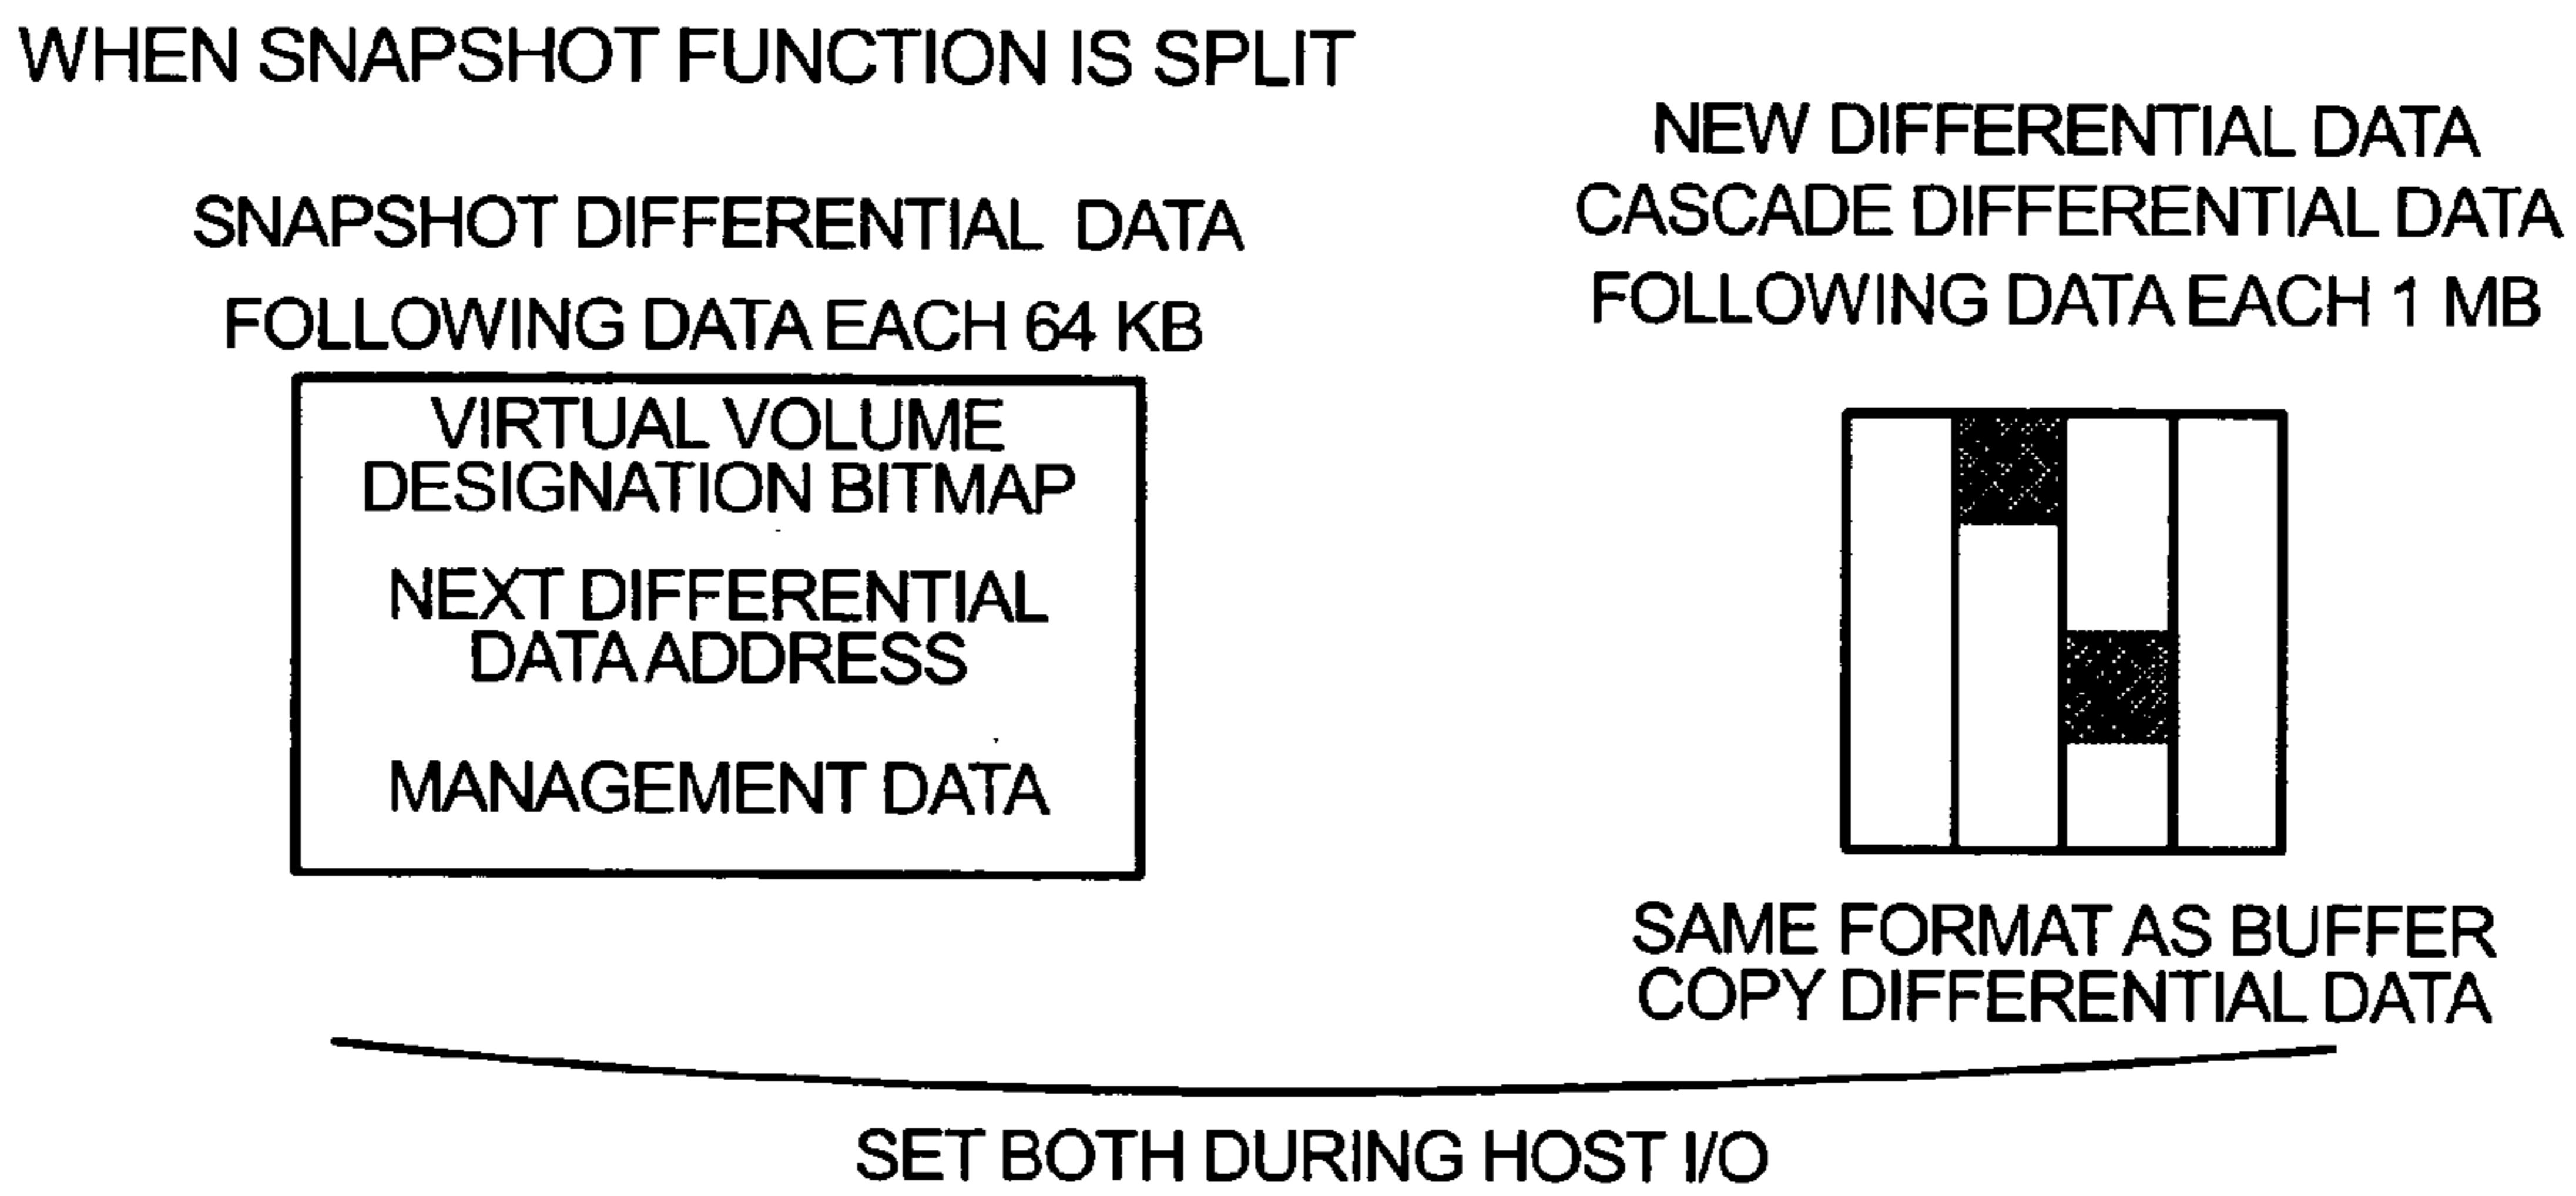 WHEN SNAPSHOT FUNCTION IS SPLIT
SNAPSHOT DIFFERENTIAL DATA
FOLLOWING DATA EACH 64 KB
VIRTUAL VOLUME
DESIGNATION BITMAP
NEXT DIFFERENTIAL
DATA ADDRESS
MANAGEMENT DATA
NEW DIFFERENTIAL DATA
CASCADE DIFFERENTIAL DATA
FOLLOWING DATA EACH 1 MB
SAME FORMAT AS BUFFER
COPY DIFFERENTIAL DATA
SET BOTH DURING HOST I/O